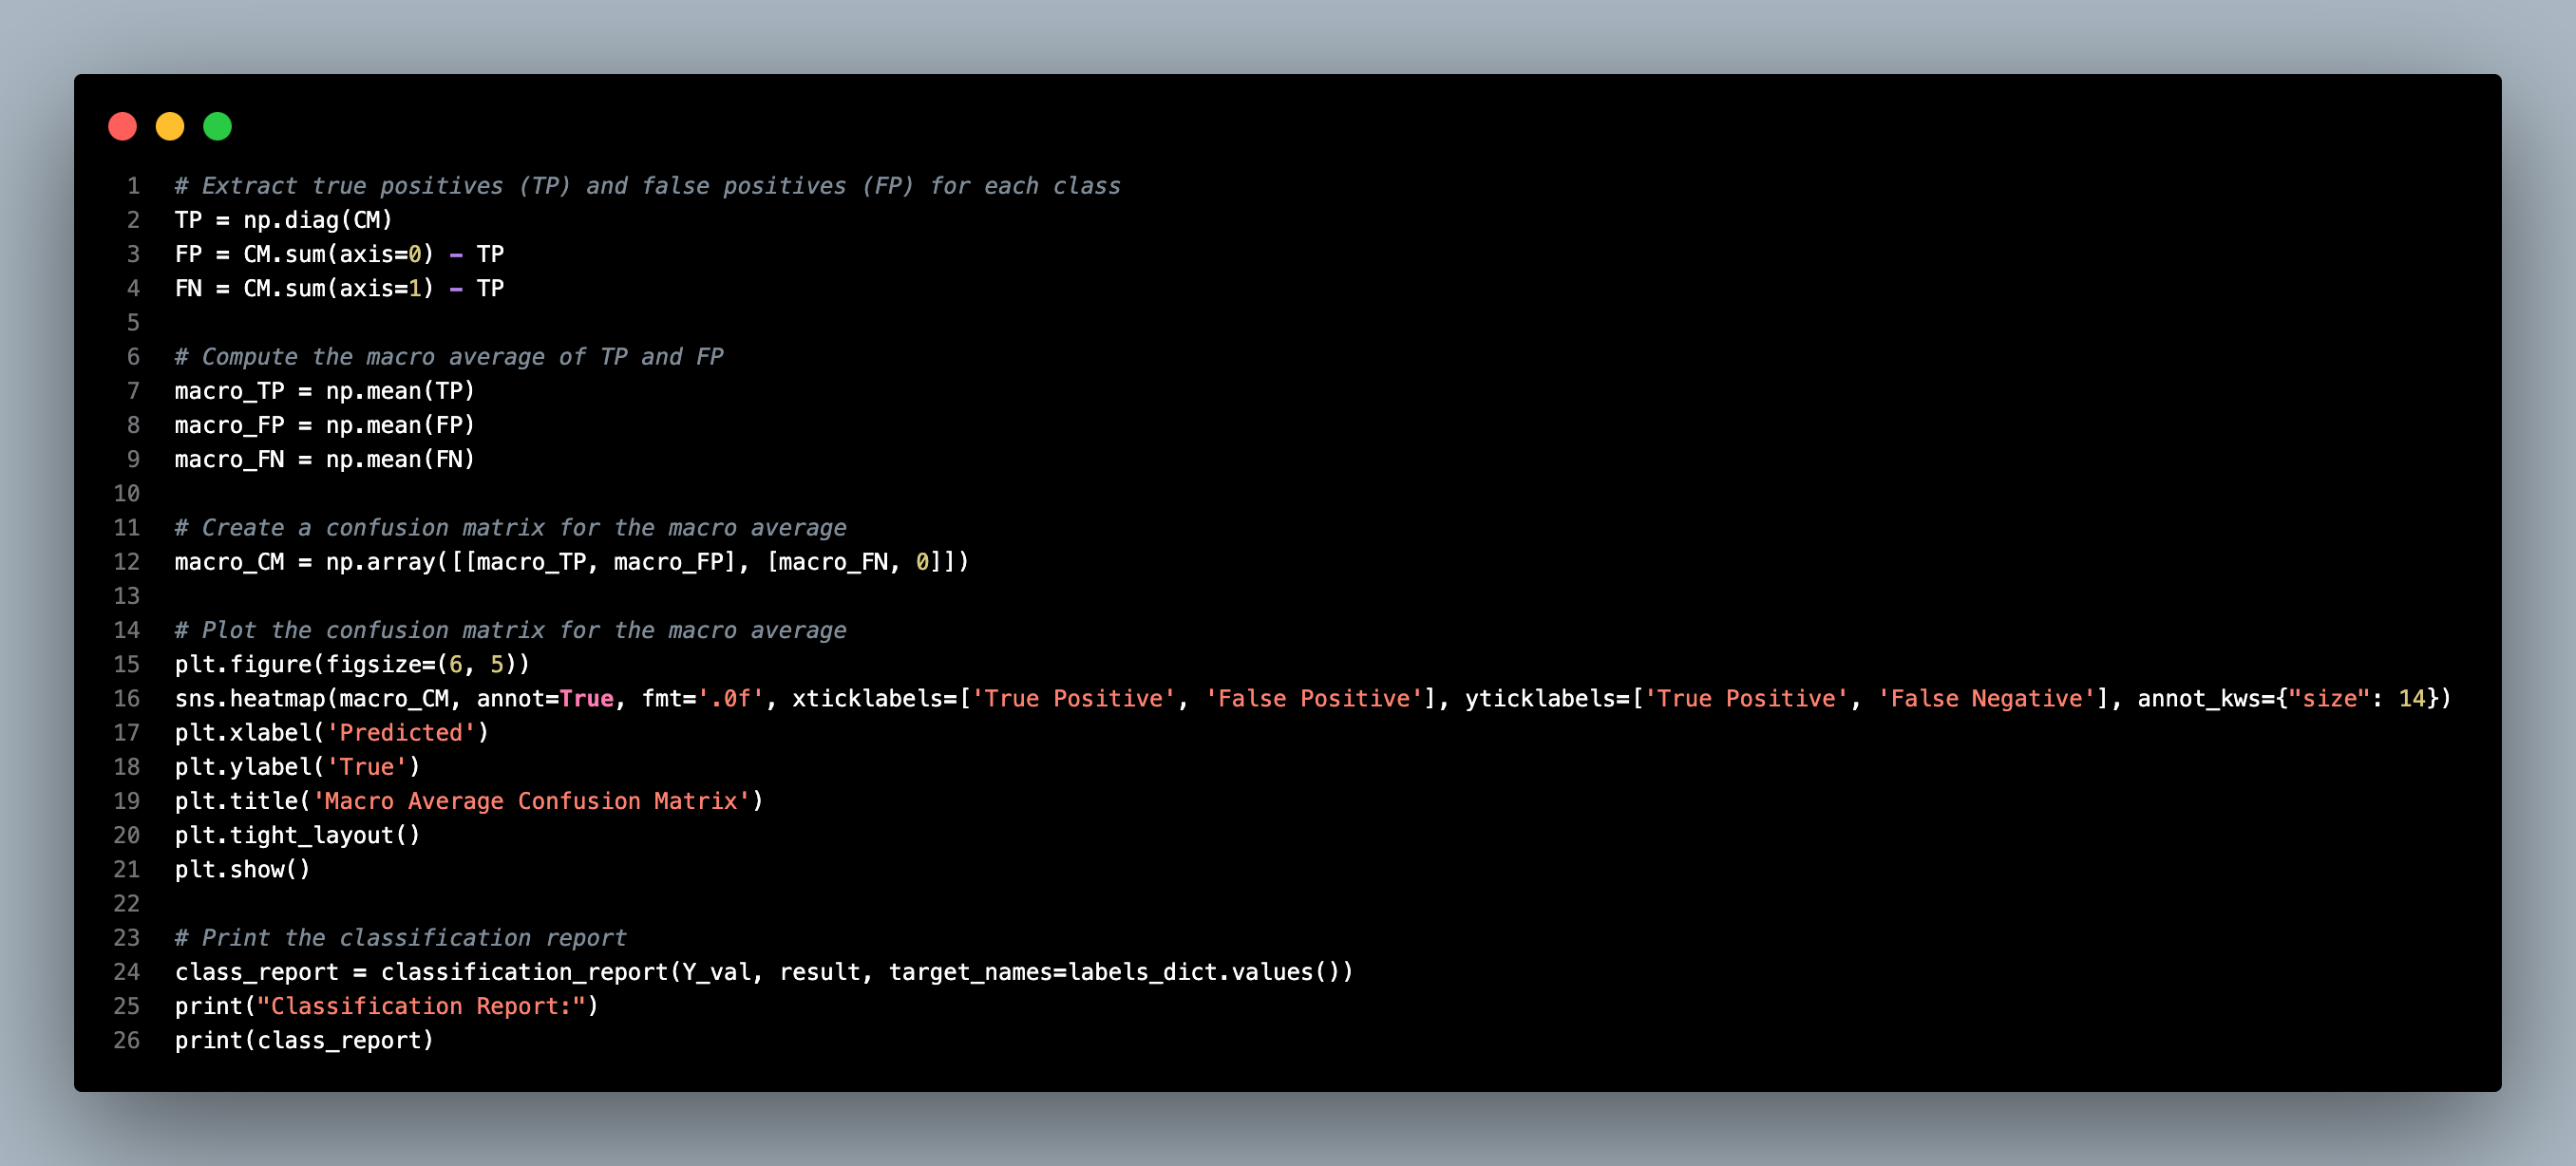 1 # Extract true positives (TP) and false positives (FP) for each class
2 TP = np.diag(CM)
3 FP = CM.sum(axis=0) - TP
4 FN = CM.sum(axis=1) - TP
5
6 # Compute the macro average of TP and FP
7 macro_TP = np.mean(TP)
8 macro_FP = np.mean(FP)
9 macro_FN = np.mean(FN)
10
11 # Create a confusion matrix for the macro average
12 macro_CM = np.array([[macro_TP, macro_FP], [macro_FN, 0]])
13
14 # Plot the confusion matrix for the macro average
15 plt.figure(figsize=(6, 5))
16 sns.heatmap(macro_CM, annot=True, fmt='.0f', xticklabels=['True Positive', 'False Positive'], yticklabels=['True Positive', 'False Negative'], annot_kws={"size": 14})
17 plt.xlabel('Predicted')
18 plt.ylabel('True')
19 plt.title('Macro Average Confusion Matrix')
20 plt.tight_layout()
21 plt.show()
22
23 # Print the classification report
24 class_report = classification_report(Y_val, result, target_names=labels_dict.values())
25 print("Classification Report:")
26 print(class_report)